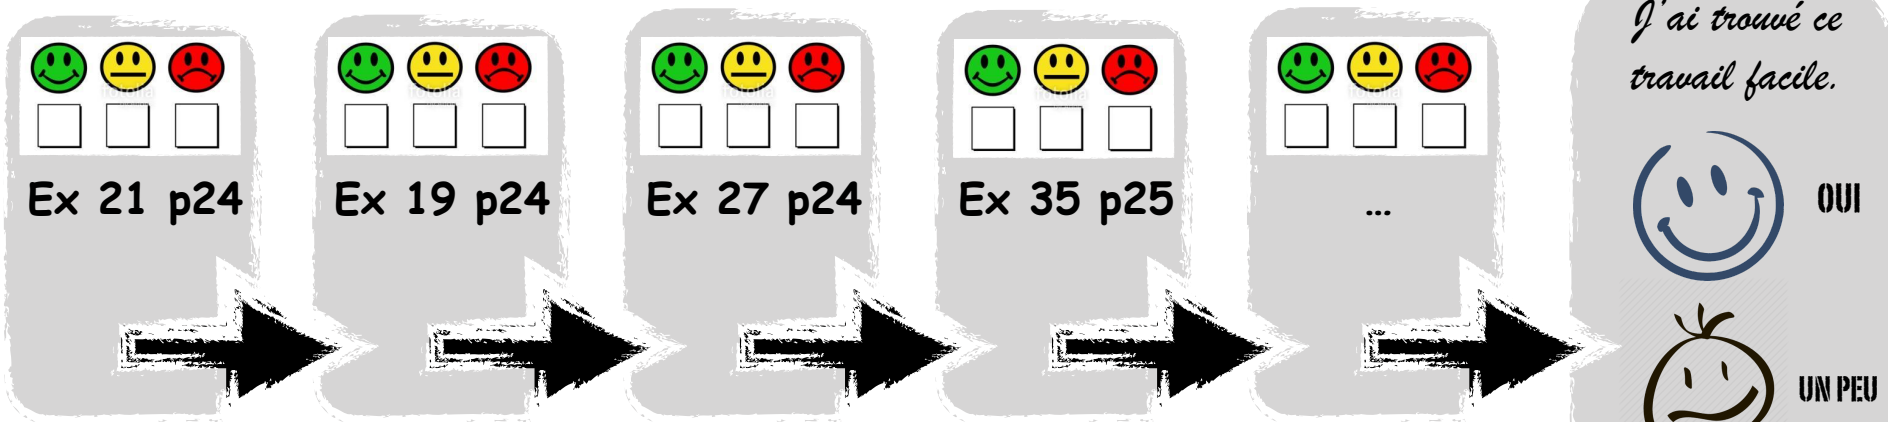 Ex 21 p24
Ex 19 p24
Ex 27 p24
Ex 35 p25
...
J'ai trouvé ce
travail facile.
OUI
UN PEU